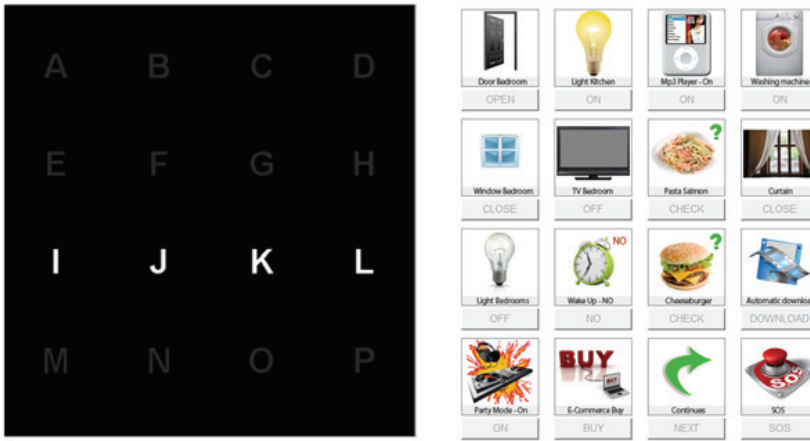 A B C D
E F G H
I J K L
M N O P
Door Bedroom Light Kitchen Mp3 Player - On Washing machine
OPEN ON ON ON
?
Window Bedroom TV Bedroom Pasta Salmon Curtain
CLOSE OFF CHECK CLOSE
NO ?
Light Bedrooms Wake Up - NO Cheeseburger Automatic downloa
OFF NO CHECK DOWNLOAD
BUY
BUY SOS
Party Mode - On E-Commerce Buy Continues SOS
ON BUY NEXT SOS